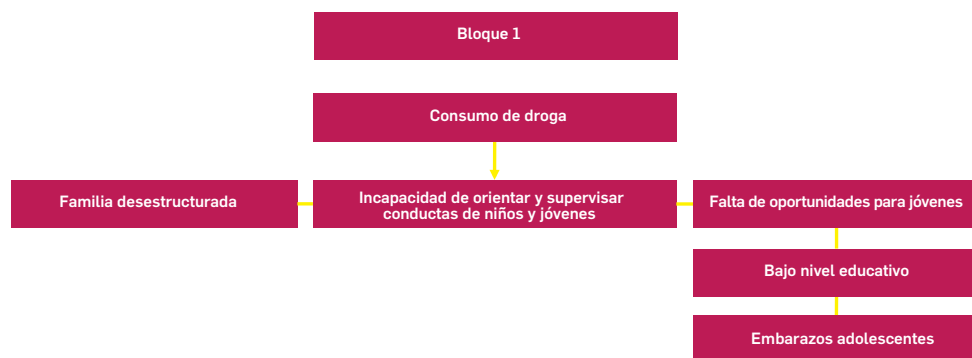 Bloque 1
Consumo de droga
Familia desestructurada
Incapacidad de orientar y supervisar
conductas de niños y jóvenes
Falta de oportunidades para jóvenes
Bajo nivel educativo
Embarazos adolescentes